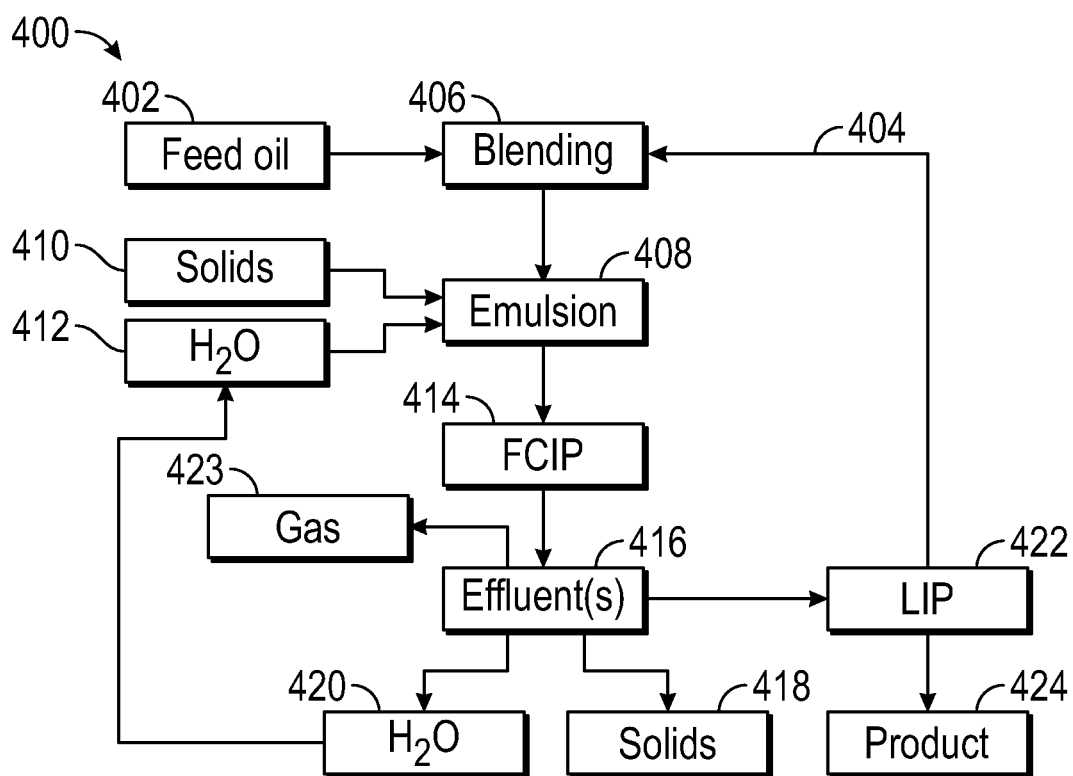 400
402
406
404
Feed oil
Blending
410
408
Solids
Emulsion
412
H₂O
414
FCIP
423
Gas
416
422
Effluent(s)
LIP
420
418
424
H₂O
Solids
Product